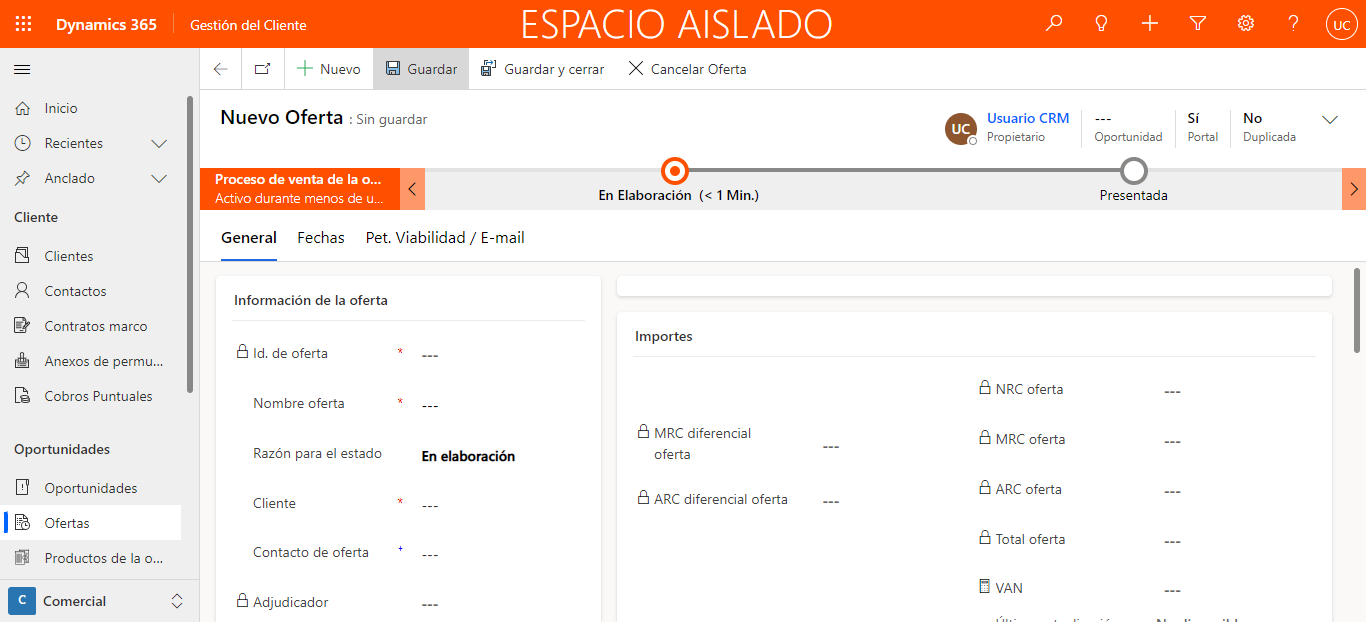 Dynamics 365
Gestión del Cliente
ESPACIO AISLADO
UC
Nuevo
Guardar
Guardar y cerrar
Cancelar Oferta
Inicio
Recientes
Anclado
Cliente
Clientes
Contactos
Contratos marco
Anexos de permu...
Cobros Puntuales
Oportunidades
Oportunidades
Ofertas
Productos de la o...
C
Comercial
Nuevo Oferta : Sin guardar
UC
Usuario CRM
Propietario
---
Oportunidad
Sí
Portal
No
Duplicada
Proceso de venta de la o...
Activo durante menos de u...
En Elaboración (< 1 Min.)
Presentada
General
Fechas
Pet. Viabilidad / E-mail
Información de la oferta
Id. de oferta * ---
Nombre oferta * ---
Razón para el estado En elaboración
Cliente * ---
Contacto de oferta + ---
Adjudicador ---
Importes
MRC diferencial
oferta ---
ARC diferencial oferta ---
NRC oferta ---
MRC oferta ---
ARC oferta ---
Total oferta ---
VAN ---